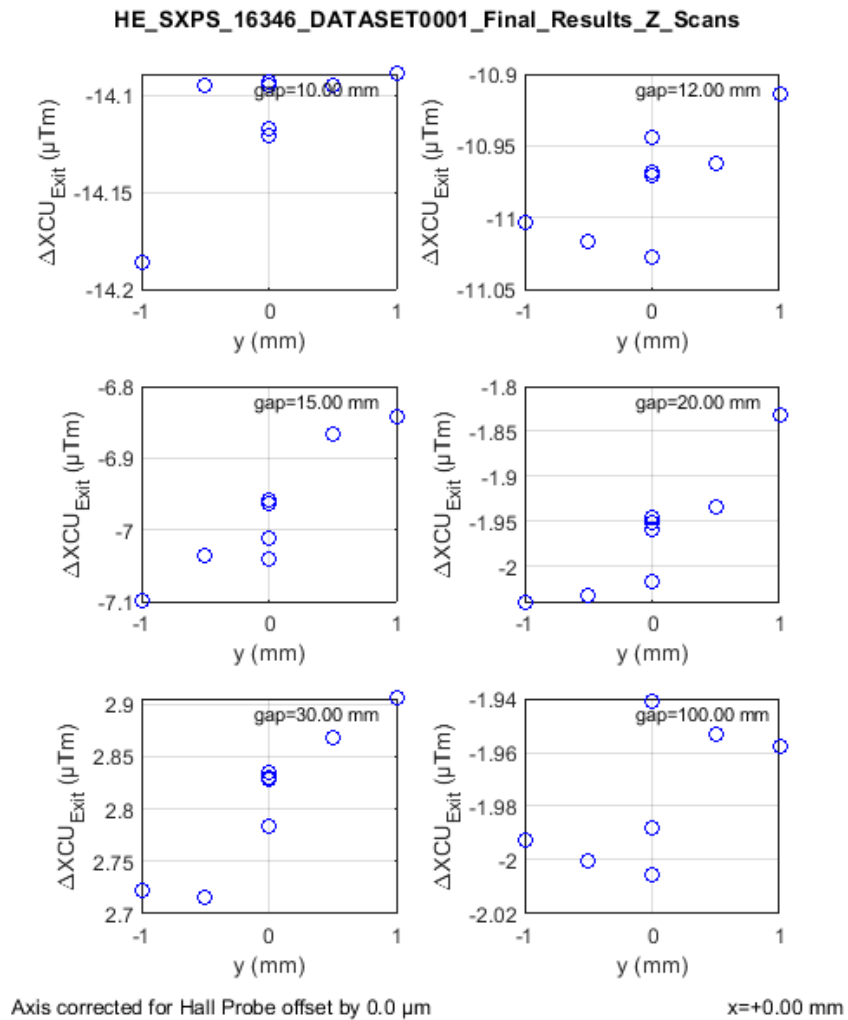 HE_SXPS_16346_DATASET0001_Final_Results_Z_Scans
gap=10.00 mm
-14.1
-14.15
-14.2
ΔXCU_Exit (µTm)
-1
0
1
y (mm)
gap=12.00 mm
-10.9
-10.95
-11
-11.05
ΔXCU_Exit (µTm)
-1
0
1
y (mm)
gap=15.00 mm
-6.8
-6.9
-7
-7.1
ΔXCU_Exit (µTm)
-1
0
1
y (mm)
gap=20.00 mm
-1.8
-1.85
-1.9
-1.95
-2
ΔXCU_Exit (µTm)
-1
0
1
y (mm)
gap=30.00 mm
2.9
2.85
2.8
2.75
2.7
ΔXCU_Exit (µTm)
-1
0
1
y (mm)
gap=100.00 mm
-1.94
-1.96
-1.98
-2
-2.02
ΔXCU_Exit (µTm)
-1
0
1
y (mm)
Axis corrected for Hall Probe offset by 0.0 µm
x=+0.00 mm